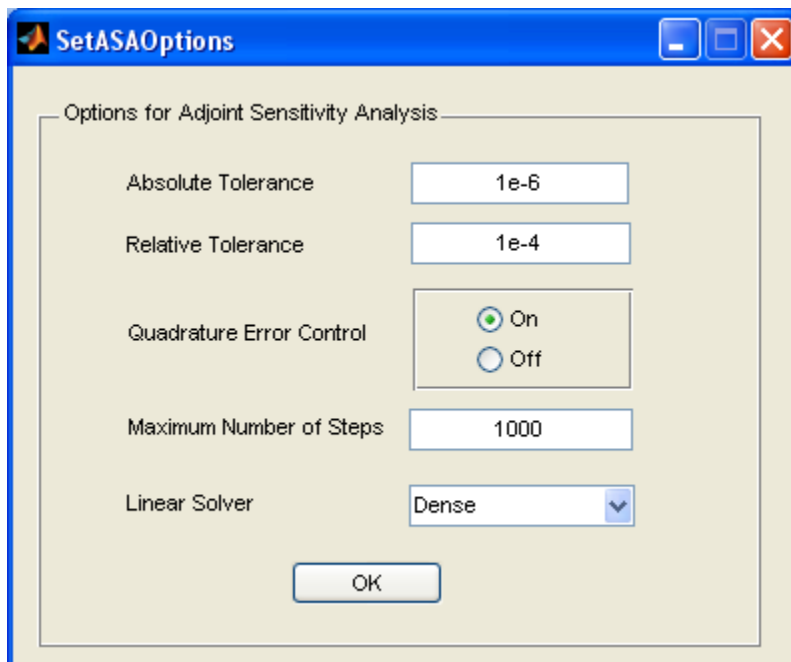 SetASAOptions
Options for Adjoint Sensitivity Analysis
Absolute Tolerance 1e-6
Relative Tolerance 1e-4
Quadrature Error Control
On
Off
Maximum Number of Steps 1000
Linear Solver Dense
OK